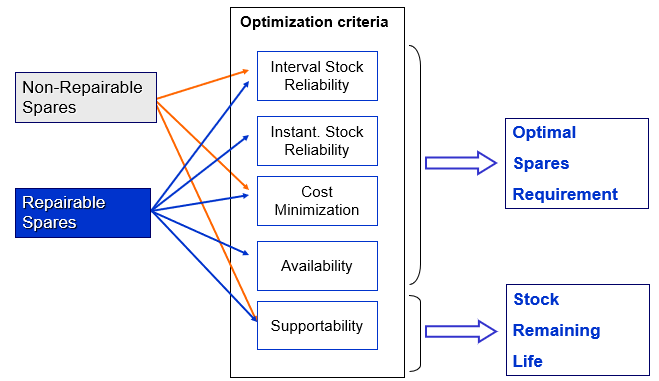 Optimization criteria
Non-Repairable
Spares
Repairable
Spares
Interval Stock
Reliability
Instant. Stock
Reliability
Cost
Minimization
Availability
Supportability
Optimal
Spares
Requirement
Stock
Remaining
Life